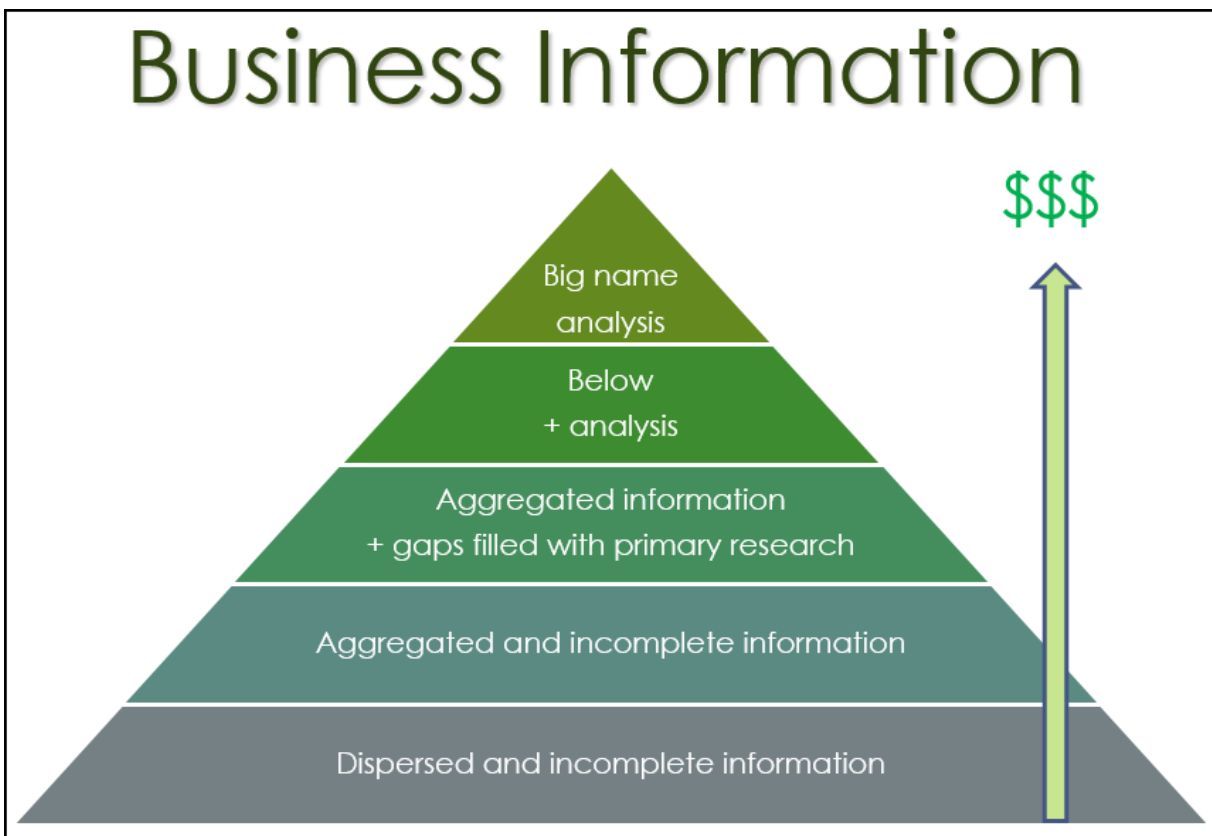 Business Information
$$$
Big name
analysis
Below
+ analysis
Aggregated information
+ gaps filled with primary research
Aggregated and incomplete information
Dispersed and incomplete information